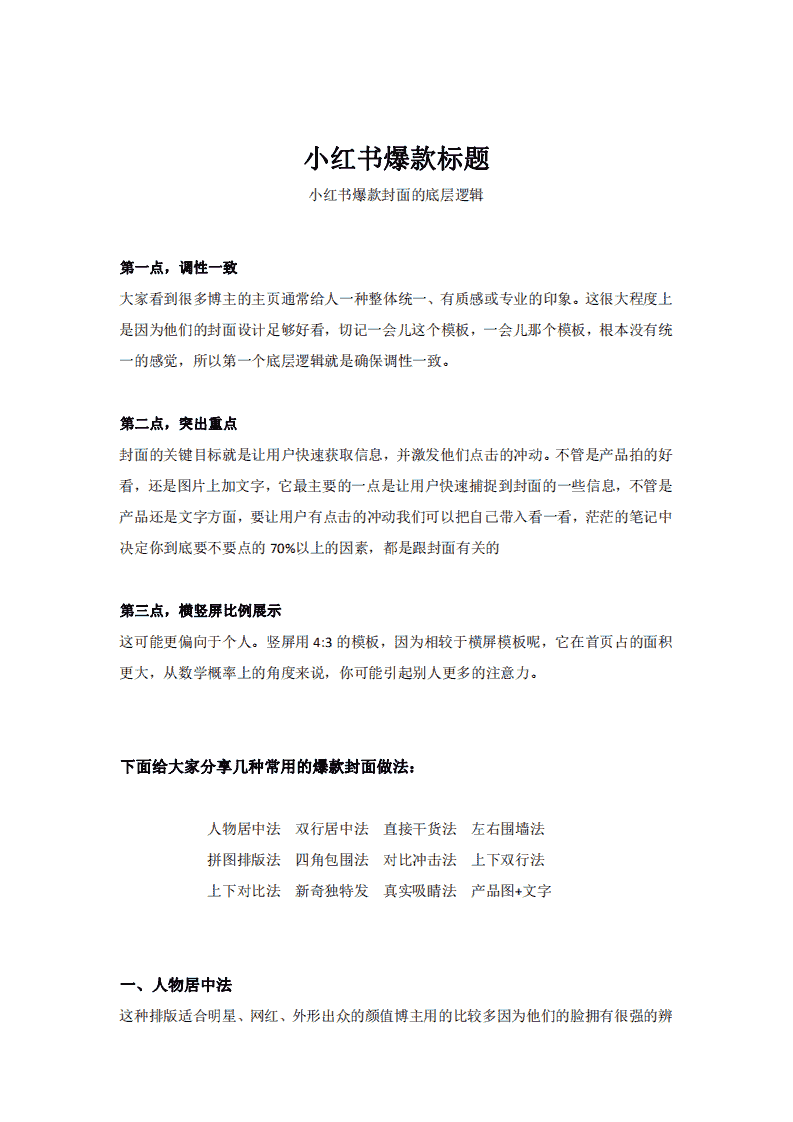 小红书爆款标题
小红书爆款封面的底层逻辑
第一点，调性一致
大家看到很多博主的主页通常给人一种整体统一、有质感或专业的印象。这很大程度上
是因为他们的封面设计足够好看，切记一会儿这个模板，一会儿那个模板，根本没有统
一的感觉，所以第一个底层逻辑就是确保调性一致。
第二点，突出重点
封面的关键目标就是让用户快速获取信息，并激发他们点击的冲动。不管是产品拍的好
看，还是图片上加文字，它最主要的一点是让用户快速捕捉到封面的一些信息，不管是
产品还是文字方面，要让用户有点击的冲动我们可以把自己带入看一看，茫茫的笔记中
决定你到底要不要点的 70%以上的因素，都是跟封面有关的
第三点，横竖屏比例展示
这可能更偏向于个人。竖屏用 4:3 的模板，因为相较于横屏模板呢，它在首页占的面积
更大，从数学概率上的角度来说，你可能引起别人更多的注意力。
下面给大家分享几种常用的爆款封面做法：
人物居中法 双行居中法 直接干货法 左右围墙法
拼图排版法 四角包围法 对比冲击法 上下双行法
上下对比法 新奇独特发 真实吸睛法 产品图+文字
一、人物居中法
这种排版适合明星、网红、外形出众的颜值博主用的比较多因为他们的脸拥有很强的辨